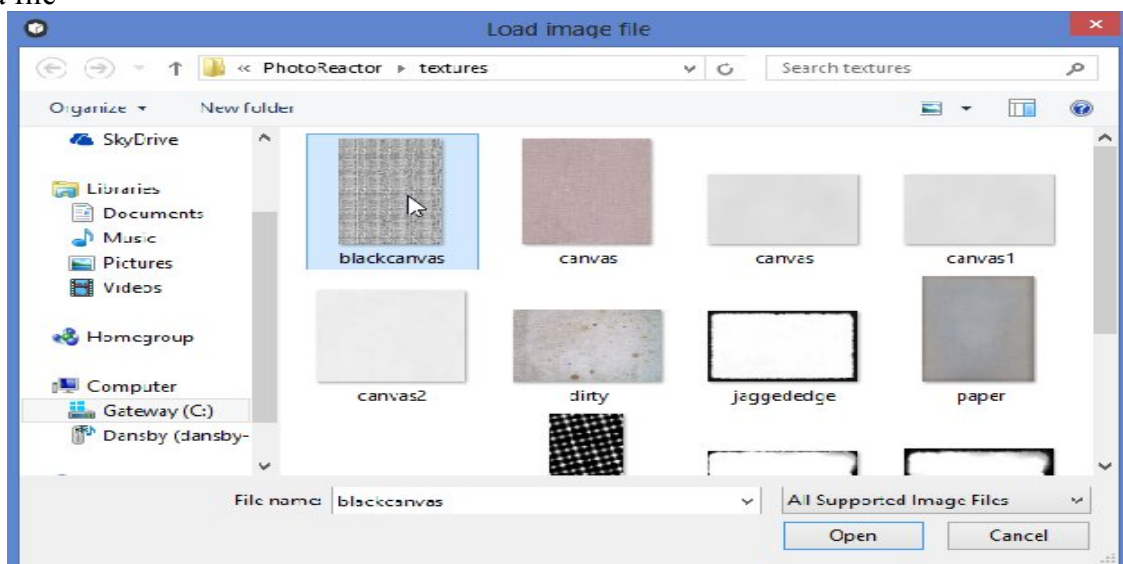 a file
Load image file
« PhotoReactor ▸ textures
Search textures
Organize
New folder
SkyDrive
Libraries
Documents
Music
Pictures
Videos
Homegroup
Computer
Gateway (C:)
Dansby (dansby-
blackcanvas
canvas
canvas
canvas1
canvas2
dirty
jaggededge
paper
File name:
blackcanvas
All Supported Image Files
Open
Cancel